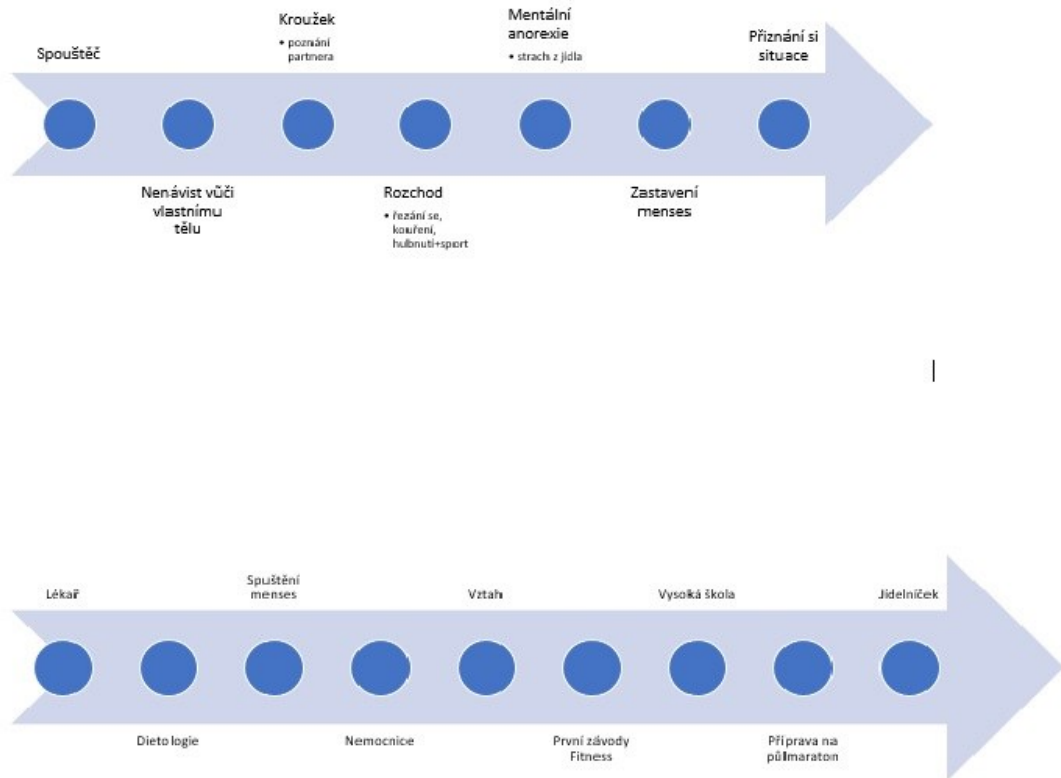 Spouštěč
Nenávist vůči
vlastnímu
tělu
Kroužek
• poznání
partnera
Rozchod
• řezání se,
kouření,
hubnutí+sport
Mentální
anorexie
• strach z jídla
Zastavení
menses
Přiznání si
situace
Lékař
Dietologie
Spuštění
menses
Nemocnice
Vztah
První závody
Fitness
Vysoká škola
Příprava na
půlmaraton
Jídelníček